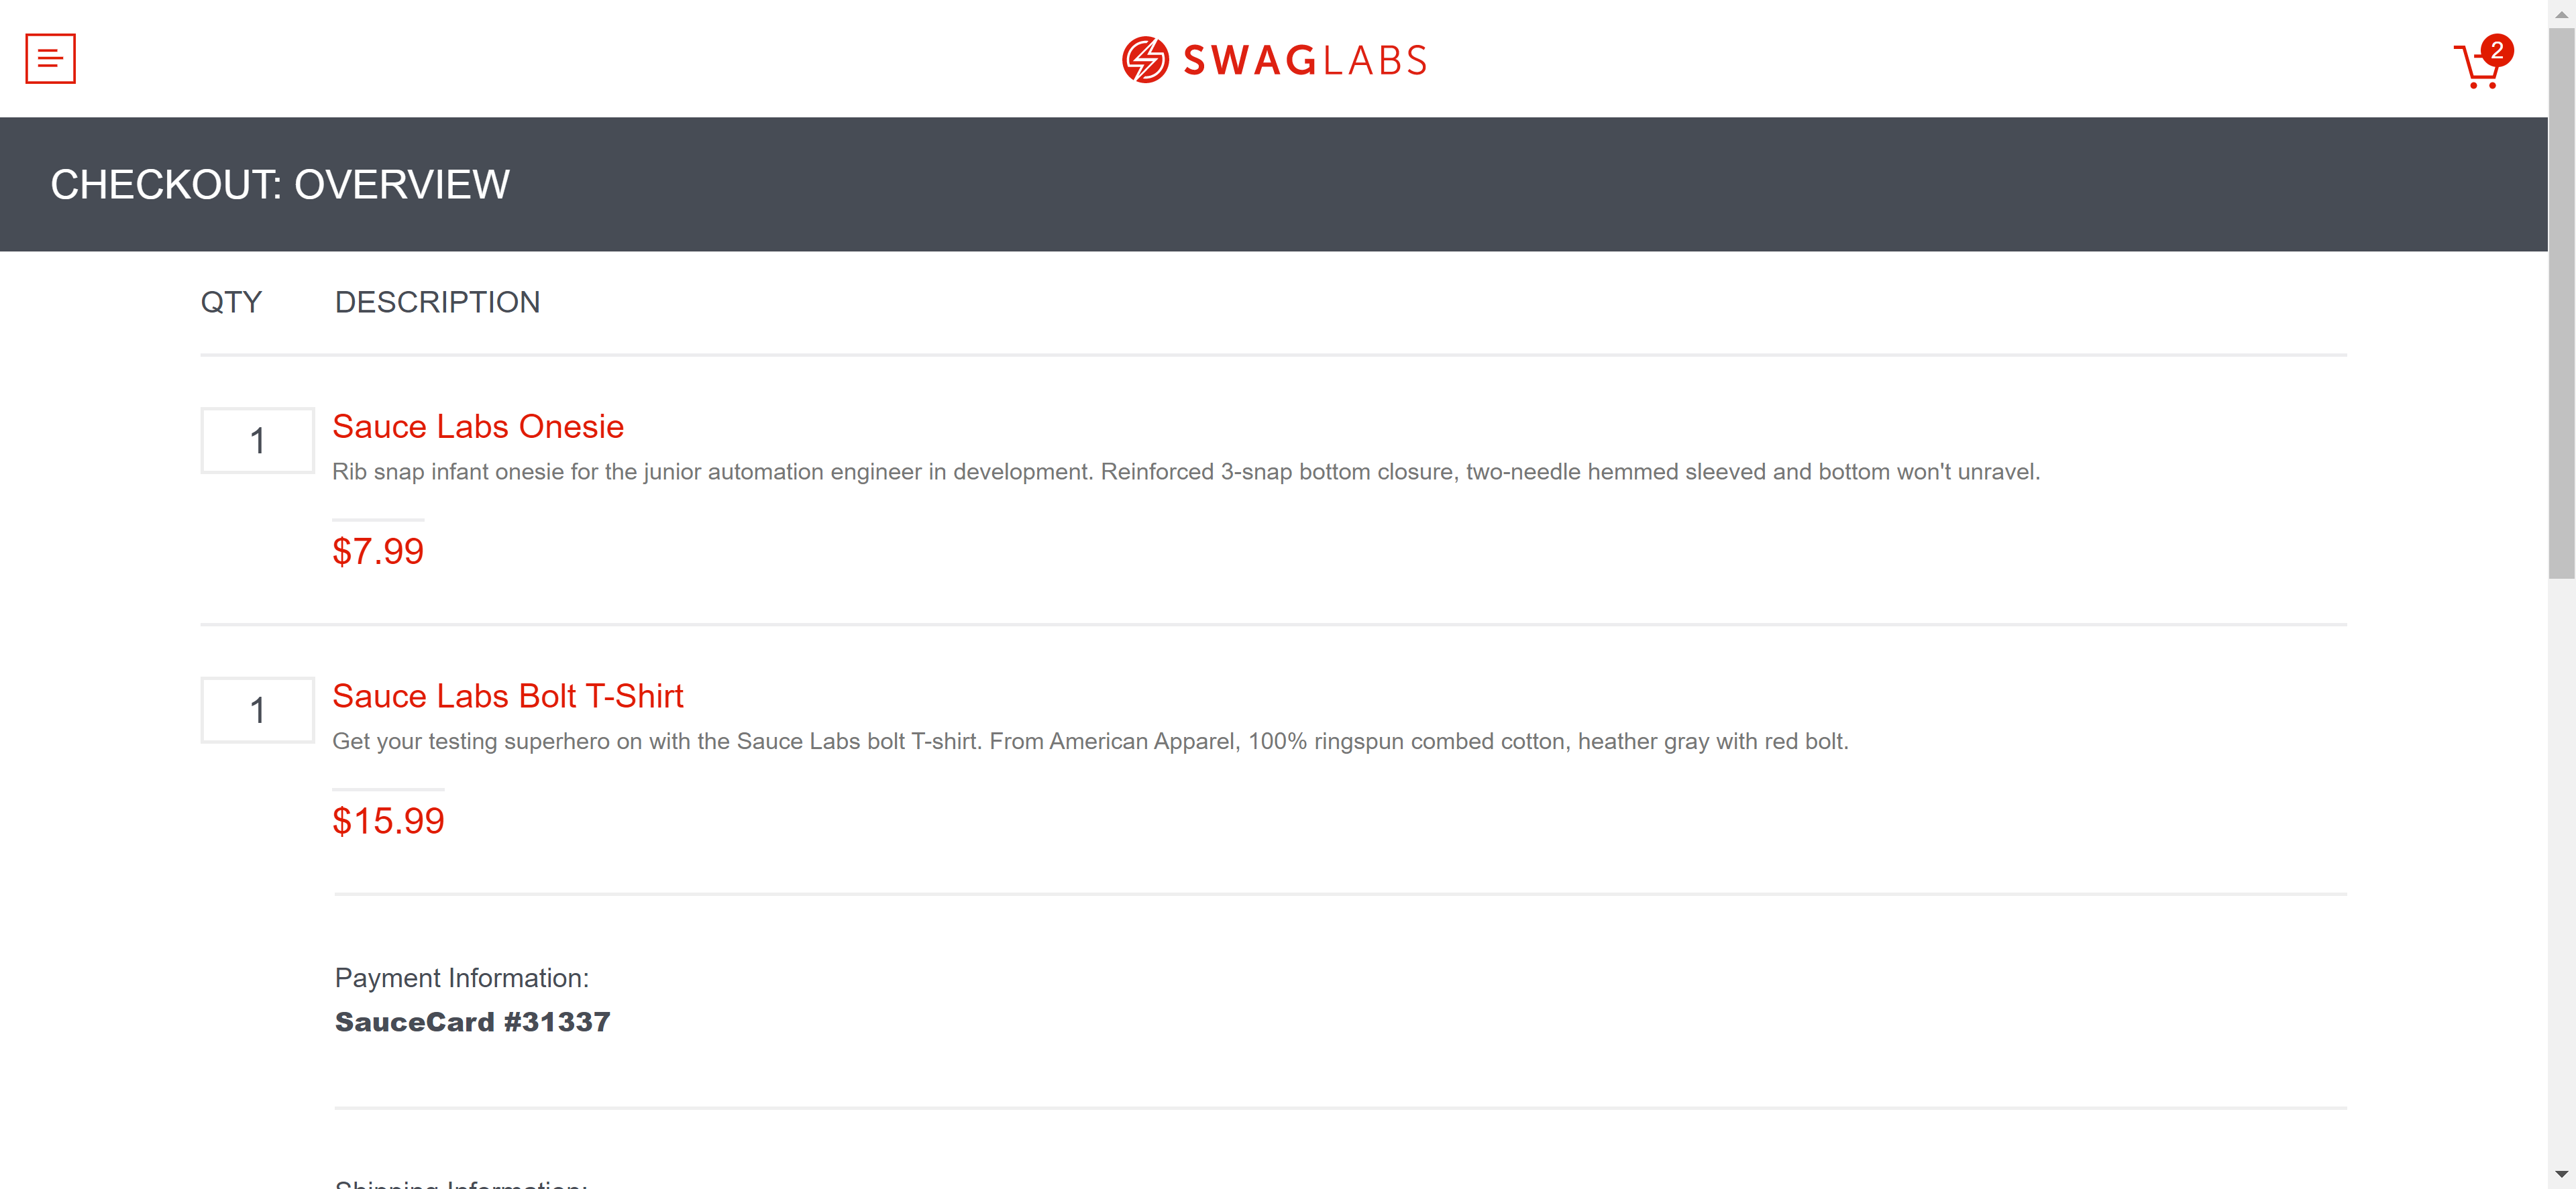 SWAGLABS
2
CHECKOUT: OVERVIEW
QTY DESCRIPTION
1
Sauce Labs Onesie
Rib snap infant onesie for the junior automation engineer in development. Reinforced 3-snap bottom closure, two-needle hemmed sleeved and bottom won't unravel.
$7.99
1
Sauce Labs Bolt T-Shirt
Get your testing superhero on with the Sauce Labs bolt T-shirt. From American Apparel, 100% ringspun combed cotton, heather gray with red bolt.
$15.99
Payment Information:
SauceCard #31337
Shipping Information: